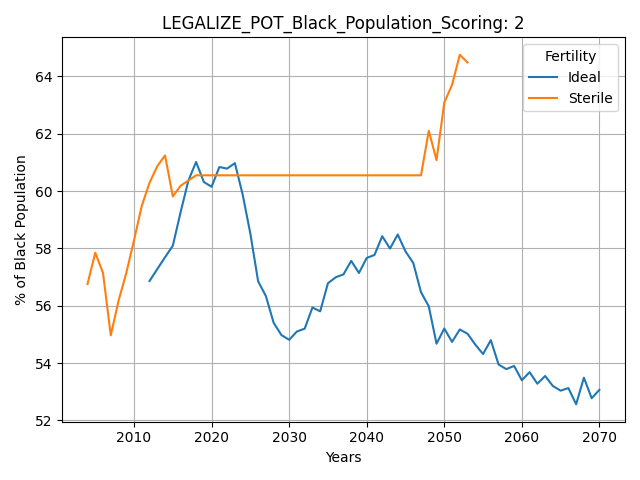 LEGALIZE_POT_Black_Population_Scoring: 2
Fertility
Ideal
Sterile
% of Black Population
64
62
60
58
56
54
52
2010 2020 2030 2040 2050 2060 2070
Years